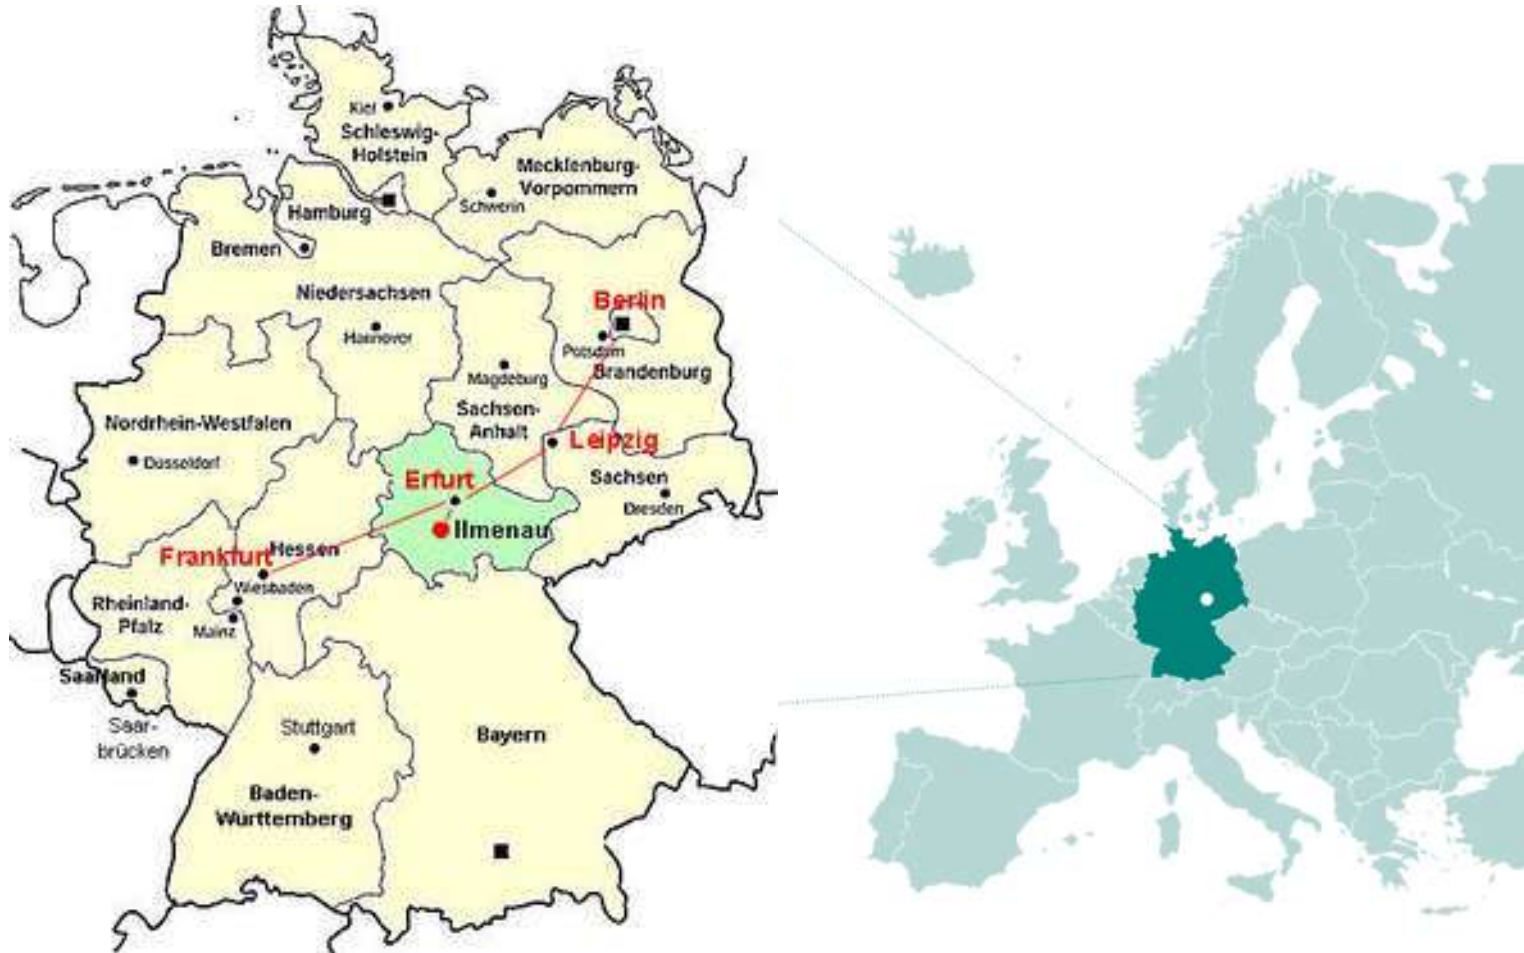 Kiel
Schleswig-
Holstein
Mecklenburg-
Vorpommern
Schwerin
Hamburg
Bremen
Niedersachsen
Hannover
Berlin
Potsdam
Brandenburg
Magdeburg
Sachsen-
Anhalt
Nordrhein-Westfalen
Düsseldorf
Leipzig
Sachsen
Dresden
Erfurt
Ilmenau
Frankfurt
Hessen
Wiesbaden
Rheinland-
Pfalz
Mainz
Saarland
Saar-
brücken
Stuttgart
Bayern
Baden-
Württemberg